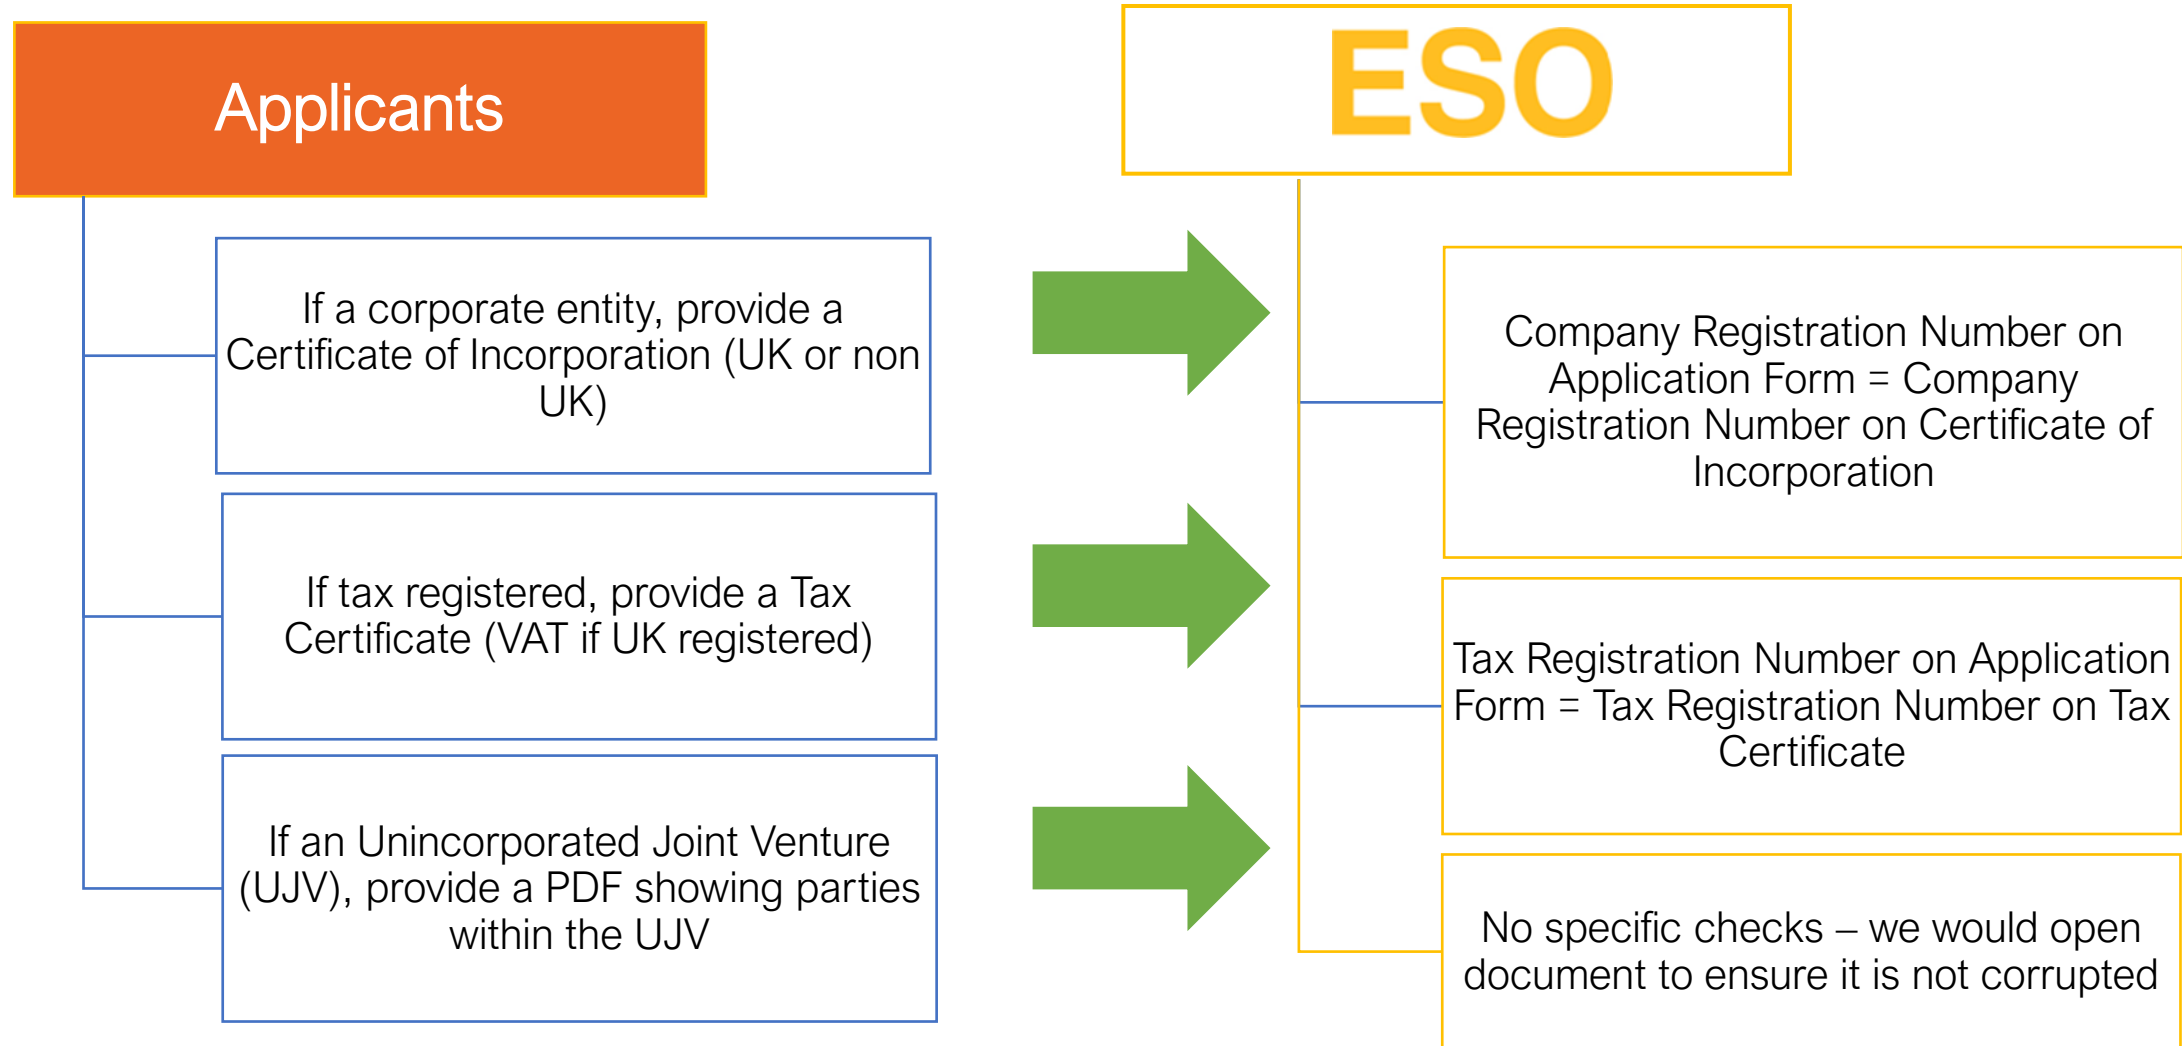 Applicants
If a corporate entity, provide a
Certificate of Incorporation (UK or non
UK)
If tax registered, provide a Tax
Certificate (VAT if UK registered)
If an Unincorporated Joint Venture
(UJV), provide a PDF showing parties
within the UJV
ESO
Company Registration Number on
Application Form = Company
Registration Number on Certificate of
Incorporation
Tax Registration Number on Application
Form = Tax Registration Number on Tax
Certificate
No specific checks – we would open
document to ensure it is not corrupted